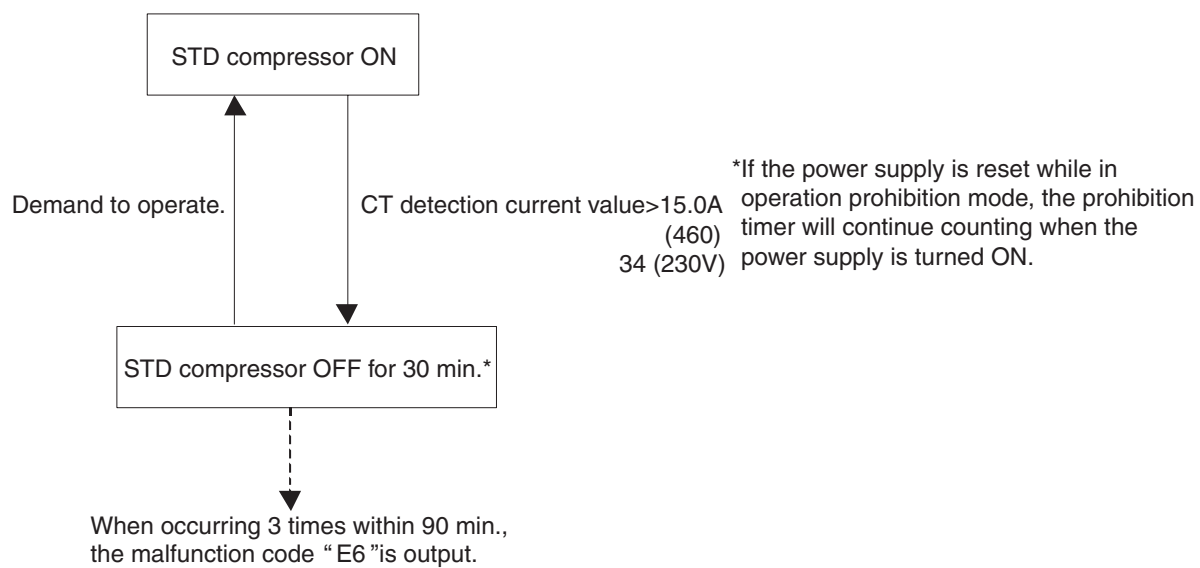 STD compressor ON
Demand to operate.
CT detection current value>15.0A
(460)
34 (230V)
*If the power supply is reset while in
operation prohibition mode, the prohibition
timer will continue counting when the
power supply is turned ON.
STD compressor OFF for 30 min.*
When occurring 3 times within 90 min.,
the malfunction code “E6”is output.